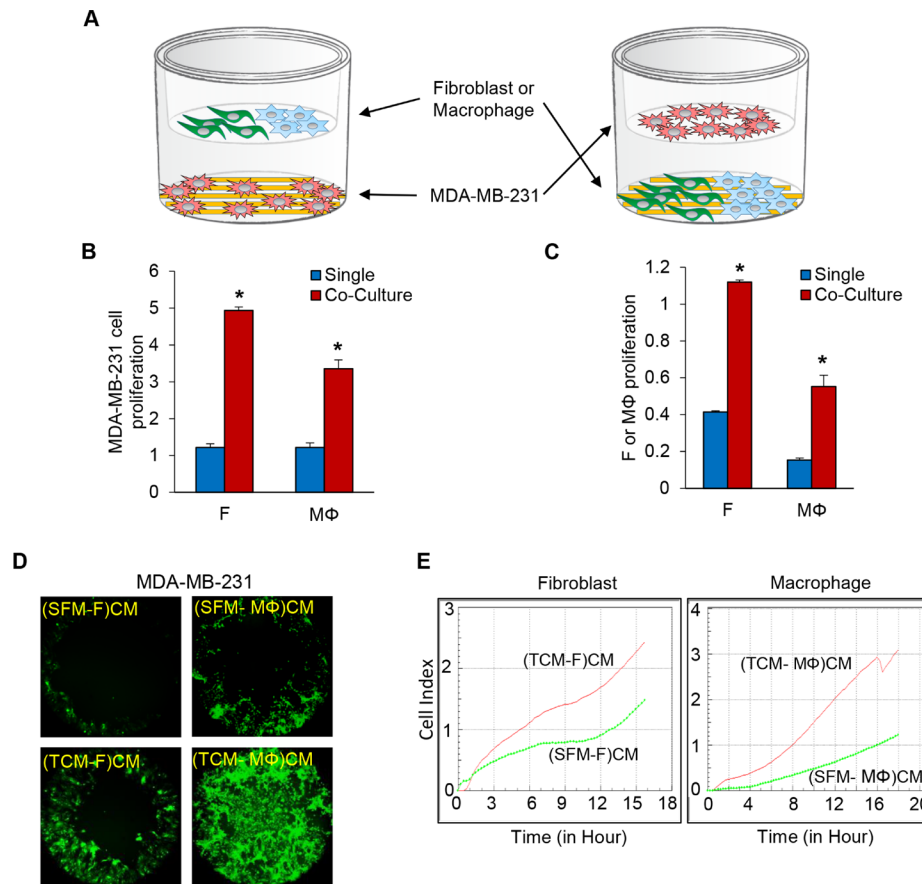 A
Fibroblast or
Macrophage
MDA-MB-231
B
MDA-MB-231 cell
proliferation
6
5
4
3
2
1
0
Single
Co-Culture
*
*
F
MΦ
C
F or MΦ proliferation
1.2
1
0.8
0.6
0.4
0.2
0
Single
Co-Culture
*
*
F
MΦ
D
MDA-MB-231
(SFM-F)CM
(SFM- MΦ)CM
(TCM-F)CM
(TCM- MΦ)CM
E
Fibroblast
Cell Index
3
2
1
0
(TCM-F)CM
(SFM-F)CM
0 3 6 9 12 15 18
Time (in Hour)
Macrophage
4
3
2
1
0
(TCM- MΦ)CM
(SFM- MΦ)CM
0 4 8 12 16 20
Time (in Hour)